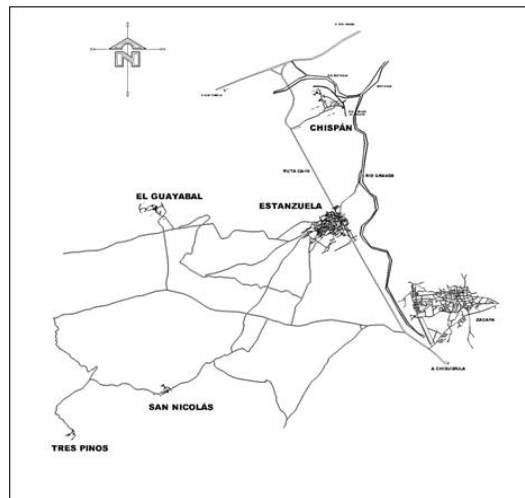 N
CHISPÁN
RUTA CA-10
RIO GRANDE
EL GUAYABAL
ESTANZUELA
ZACAPA
A CHIQUIMULA
SAN NICOLÁS
TRES PINOS